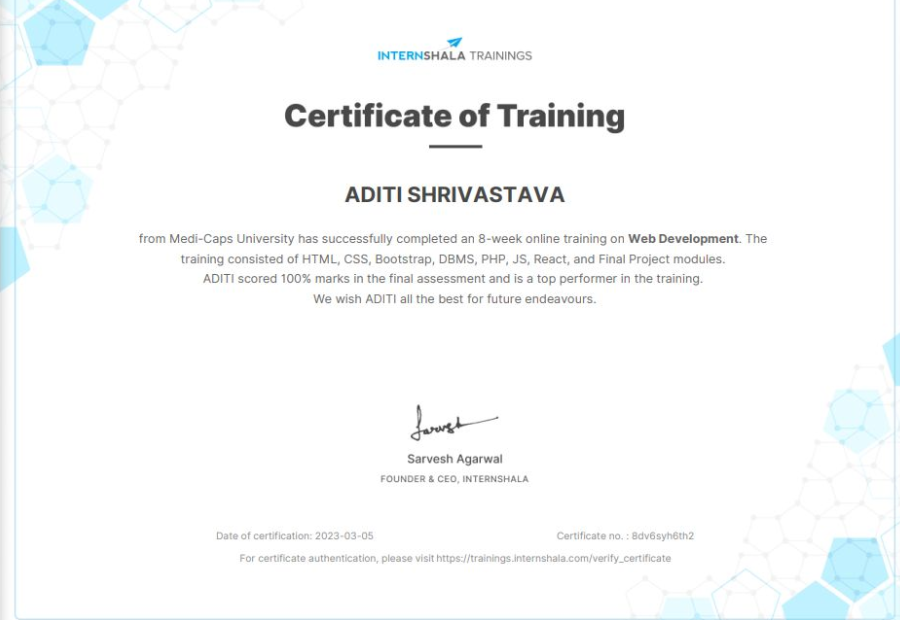 INTERNSHALA TRAININGS
Certificate of Training
ADITI SHRIVASTAVA
from Medi-Caps University has successfully completed an 8-week online training on Web Development. The
training consisted of HTML, CSS, Bootstrap, DBMS, PHP, JS, React, and Final Project modules.
ADITI scored 100% marks in the final assessment and is a top performer in the training.
We wish ADITI all the best for future endeavours.
Sarvesh
Sarvesh Agarwal
FOUNDER & CEO, INTERNSHALA
Date of certification: 2023-03-05 Certificate no. : 8dv6syh6th2
For certificate authentication, please visit https://trainings.internshala.com/verify_certificate